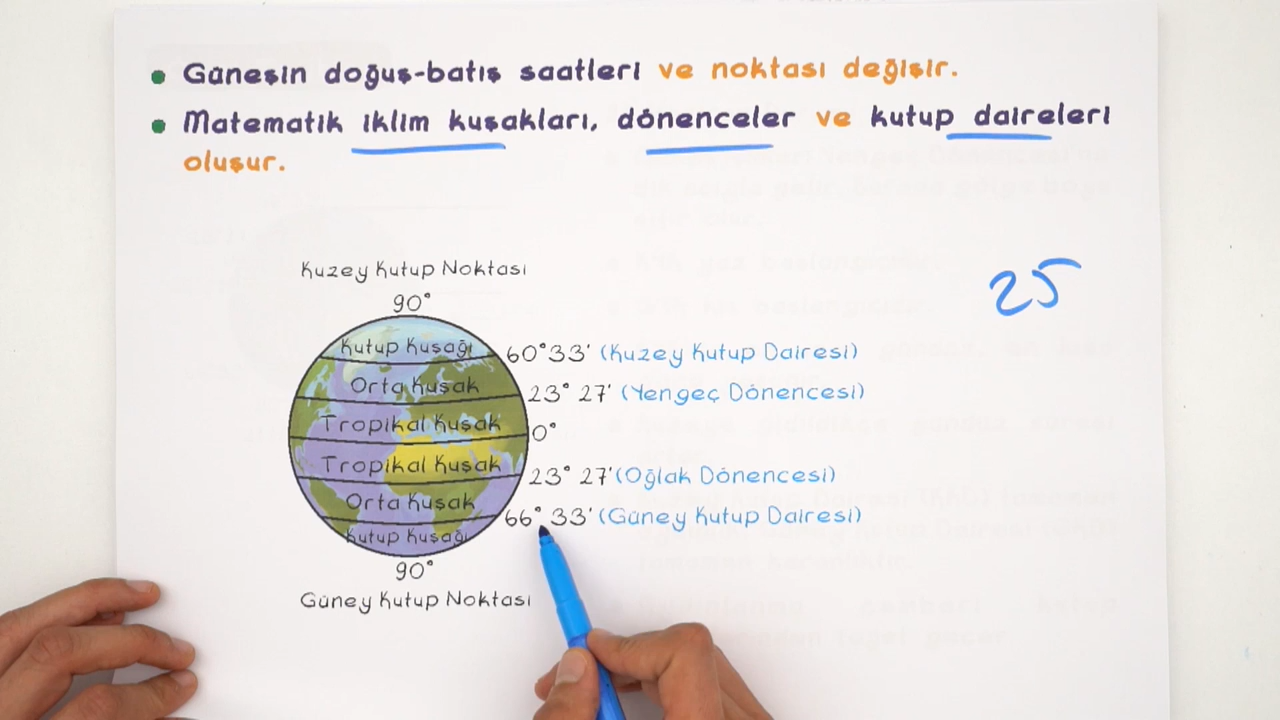 Güneşin doğuş-batış saatleri ve noktası değişir.
Matematik iklim kuşakları, dönenceler ve kutup daireleri
oluşur.
25
Kuzey Kutup Noktası
90°
Kutup Kuşağı
60°33' (Kuzey Kutup Dairesi)
Orta Kuşak
23° 27' (Yengeç Dönencesi)
Tropikal Kuşak
0°
Tropikal Kuşak
23° 27' (Oğlak Dönencesi)
Orta Kuşak
66° 33' (Güney Kutup Dairesi)
Kutup Kuşağı
90°
Güney Kutup Noktası